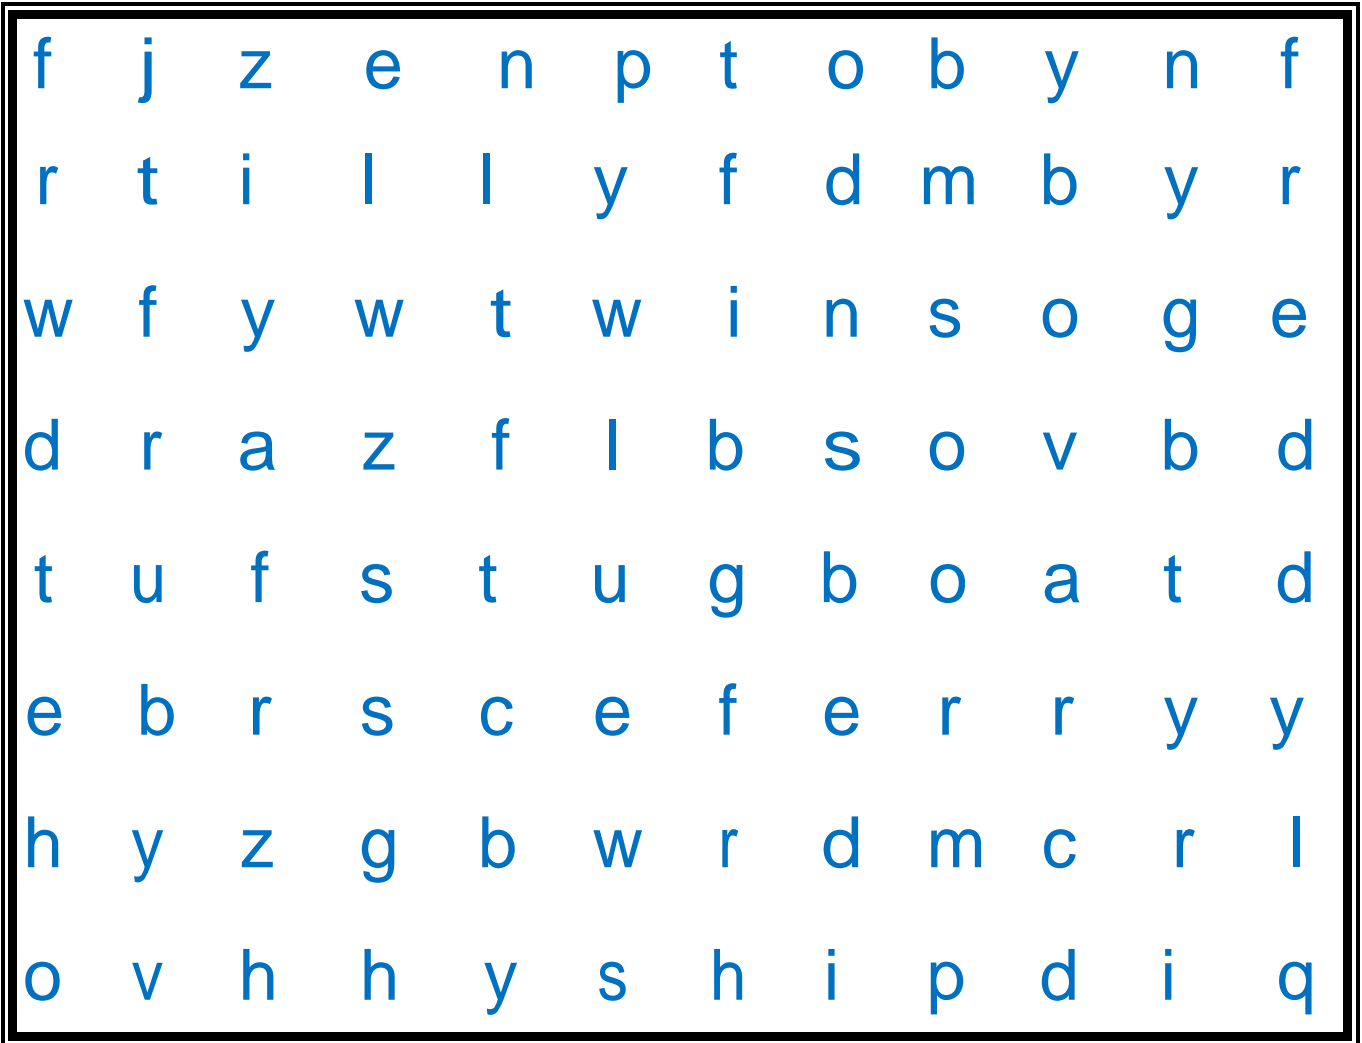 f j z e n p t o b y n f
r t i l l y f d m b y r
w f y w t w i n s o g e
d r a z f l b s o v b d
t u f s t u g b o a t d
e b r s c e f e r r y y
h y z g b w r d m c r l
o v h h y s h i p d i q